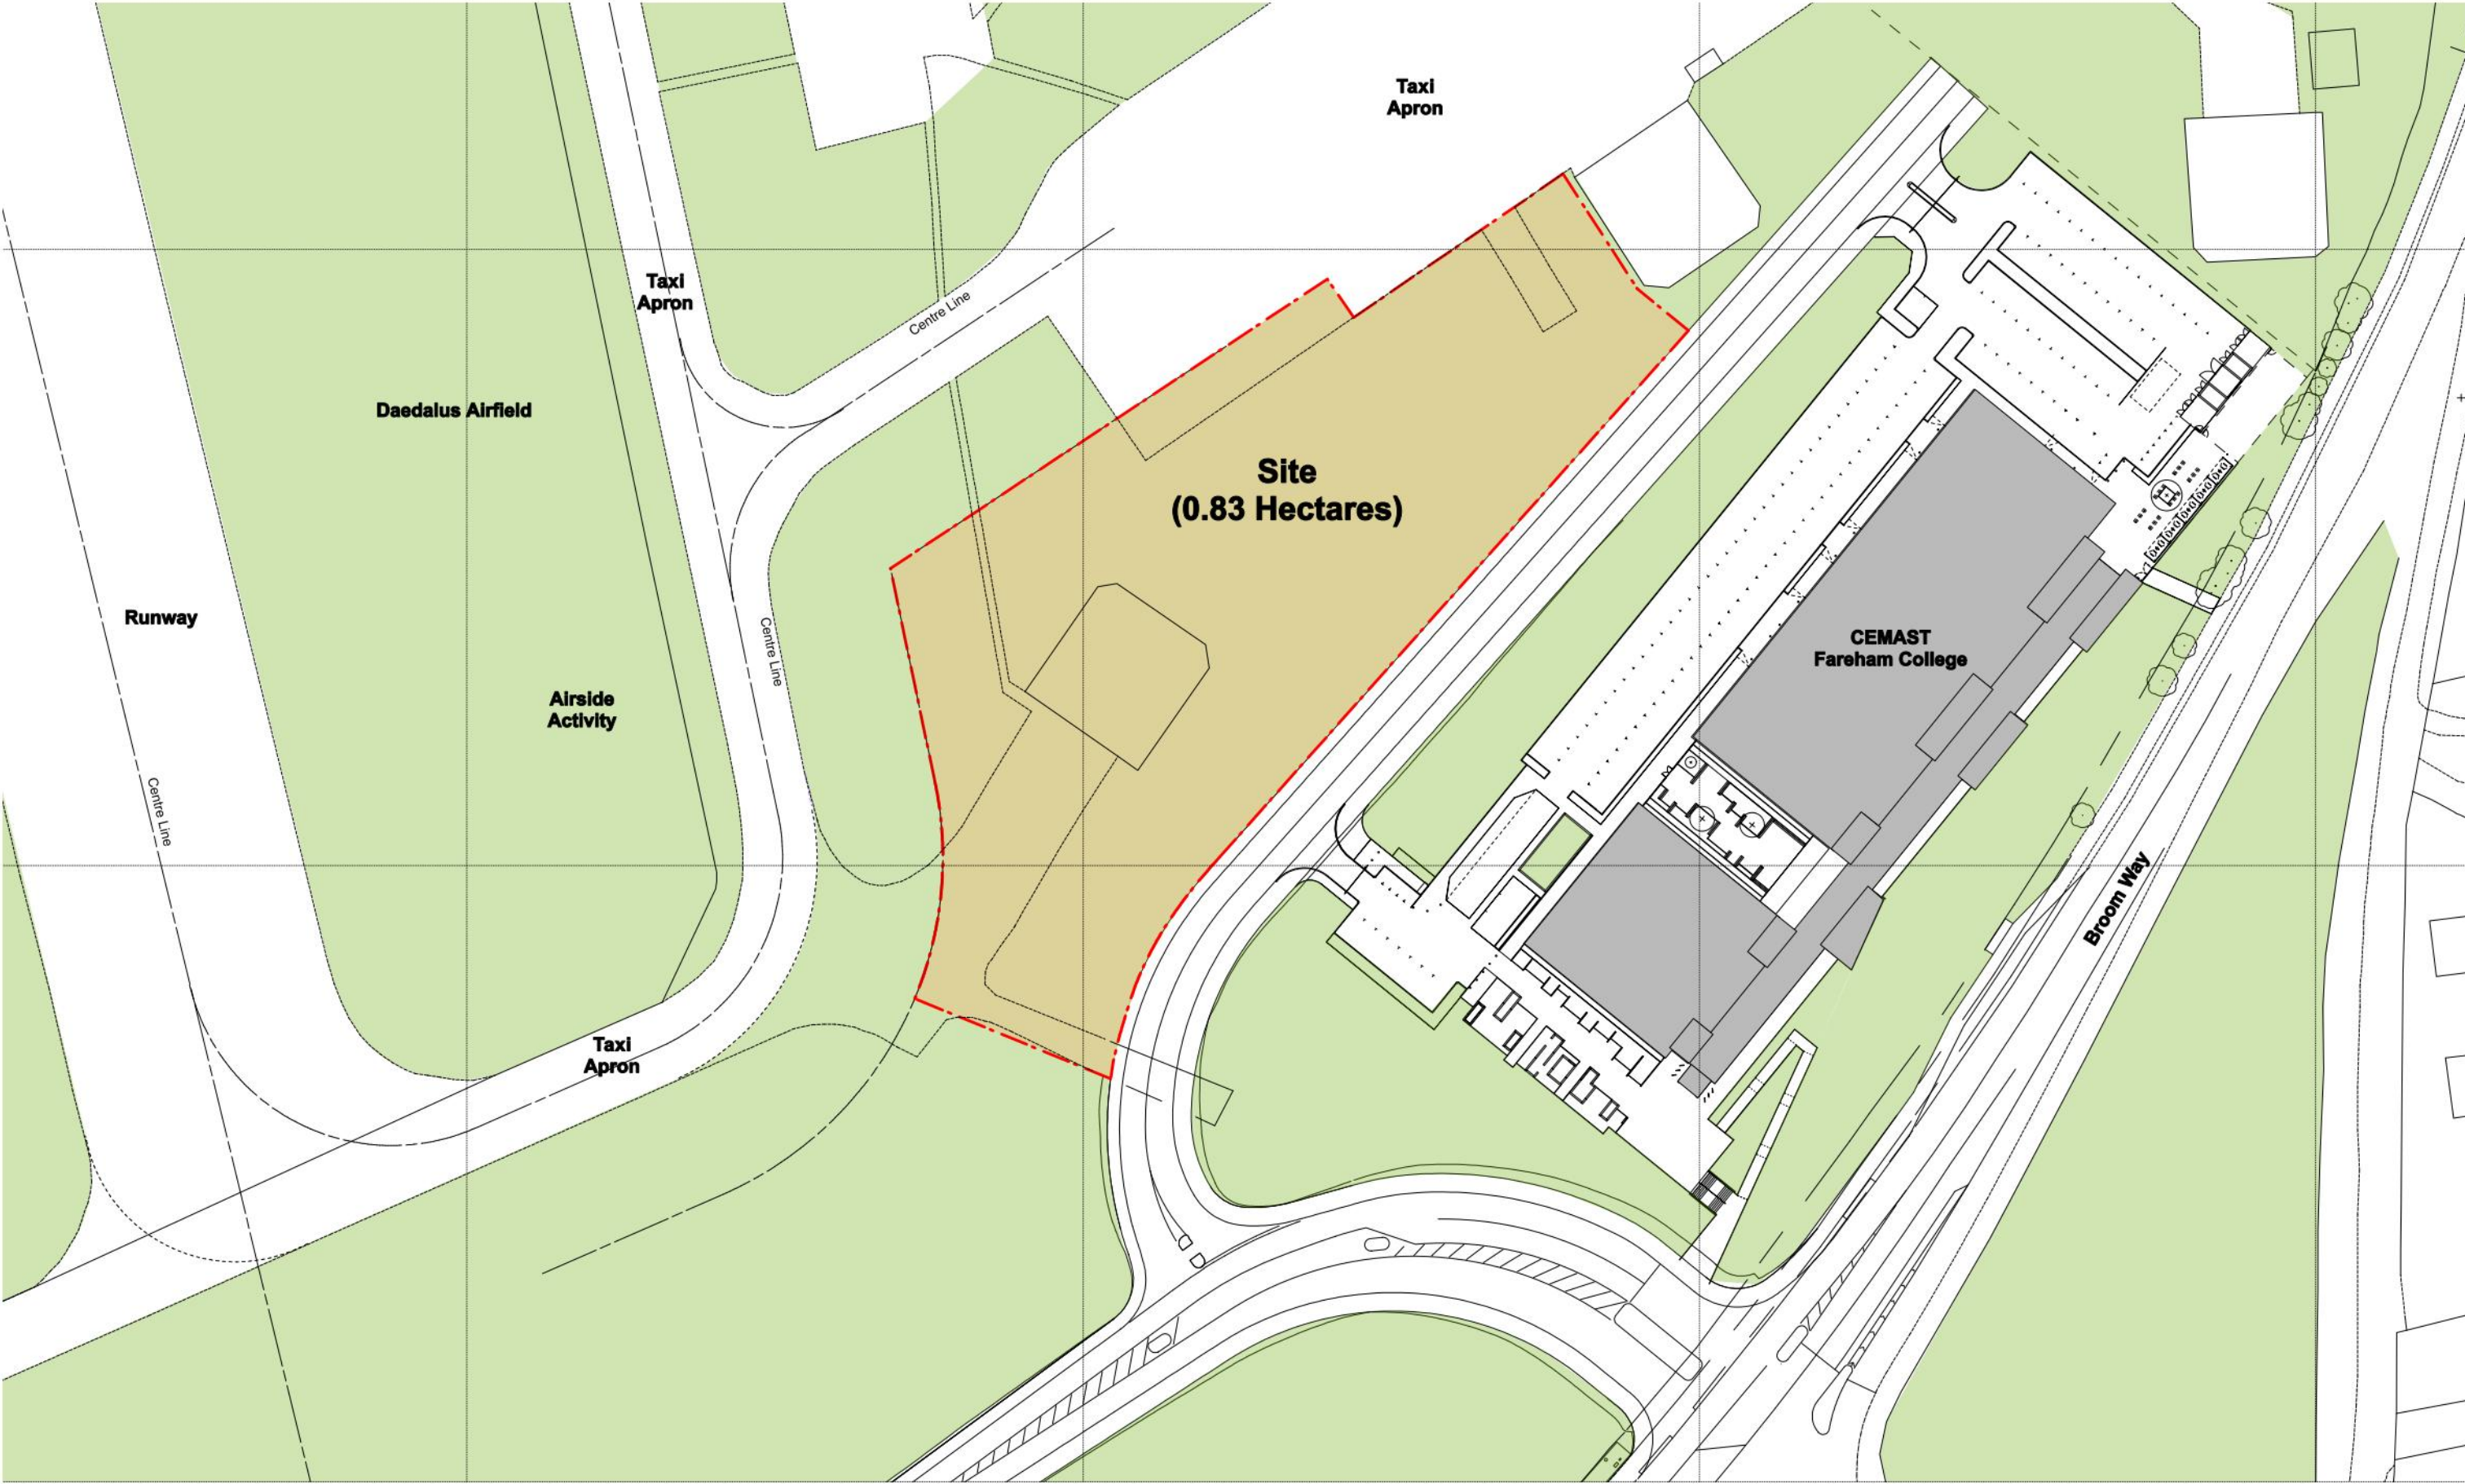 Taxi
Apron
Taxi
Apron
Centre Line
Daedalus Airfield
Site
(0.83 Hectares)
Runway
Centre Line
CEMAST
Fareham College
Airside
Activity
Centre Line
Broom Way
Taxi
Apron